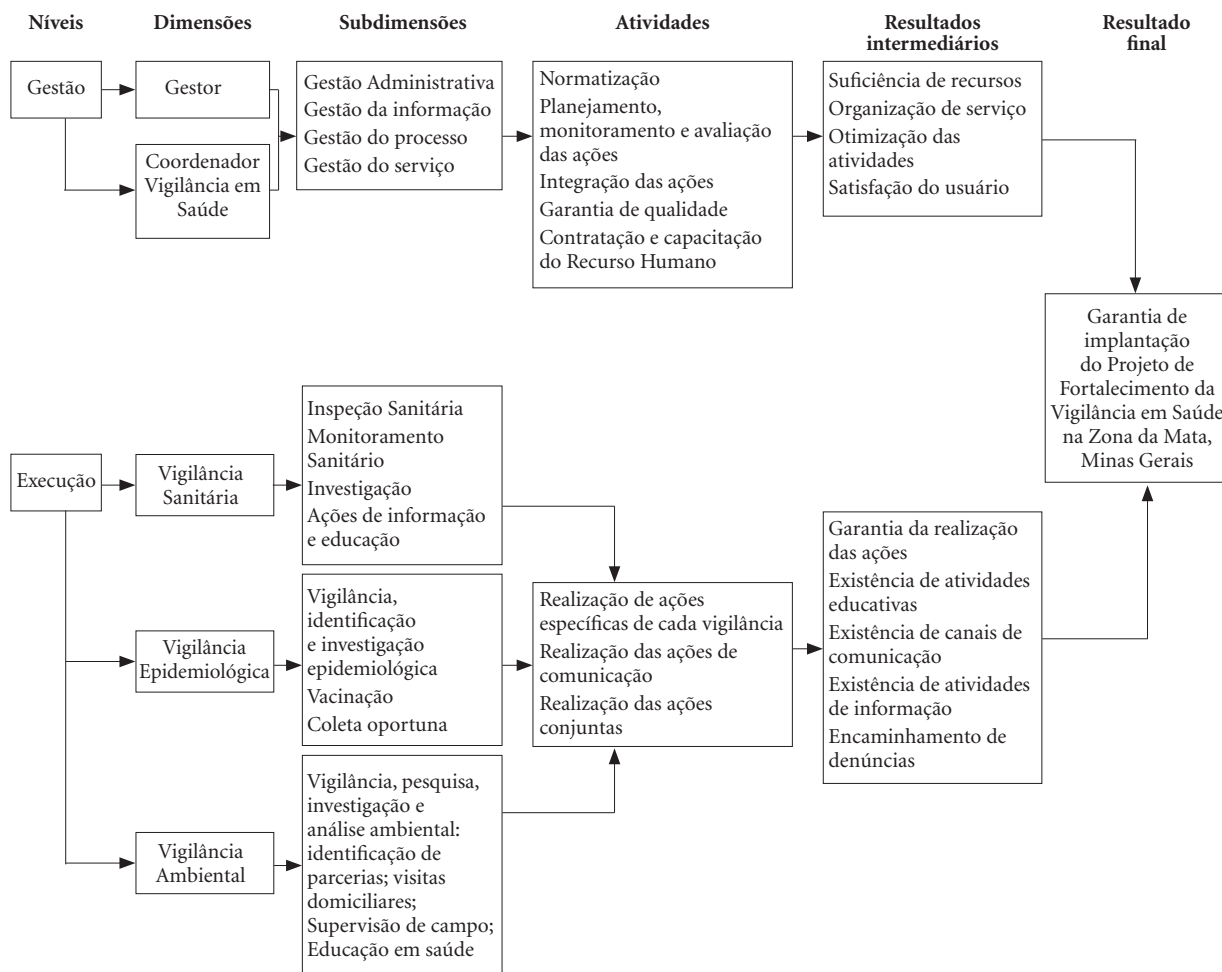 Níveis
Dimensões
Subdimensões
Atividades
Resultados
intermediários
Resultado
final
Gestão
Gestor
Coordenador
Vigilância em
Saúde
Gestão Administrativa
Gestão da informação
Gestão do processo
Gestão do serviço
Normatização
Planejamento,
monitoramento e avaliação
das ações
Integração das ações
Garantia de qualidade
Contratação e capacitação
do Recurso Humano
Suficiência de recursos
Organização de serviço
Otimização das
atividades
Satisfação do usuário
Garantia de
implantação
do Projeto de
Fortalecimento da
Vigilância em Saúde
na Zona da Mata,
Minas Gerais
Execução
Vigilância
Sanitária
Inspeção Sanitária
Monitoramento
Sanitário
Investigação
Ações de informação
e educação
Vigilância
Epidemiológica
Vigilância,
identificação
e investigação
epidemiológica
Vacinação
Coleta oportuna
Vigilância
Ambiental
Vigilância, pesquisa,
investigação e
análise ambiental:
identificação de
parcerias; visitas
domiciliares;
Supervisão de campo;
Educação em saúde
Realização de ações
específicas de cada vigilância
Realização das ações de
comunicação
Realização das ações
conjuntas
Garantia da realização
das ações
Existência de atividades
educativas
Existência de canais de
comunicação
Existência de atividades
de informação
Encaminhamento de
denúncias